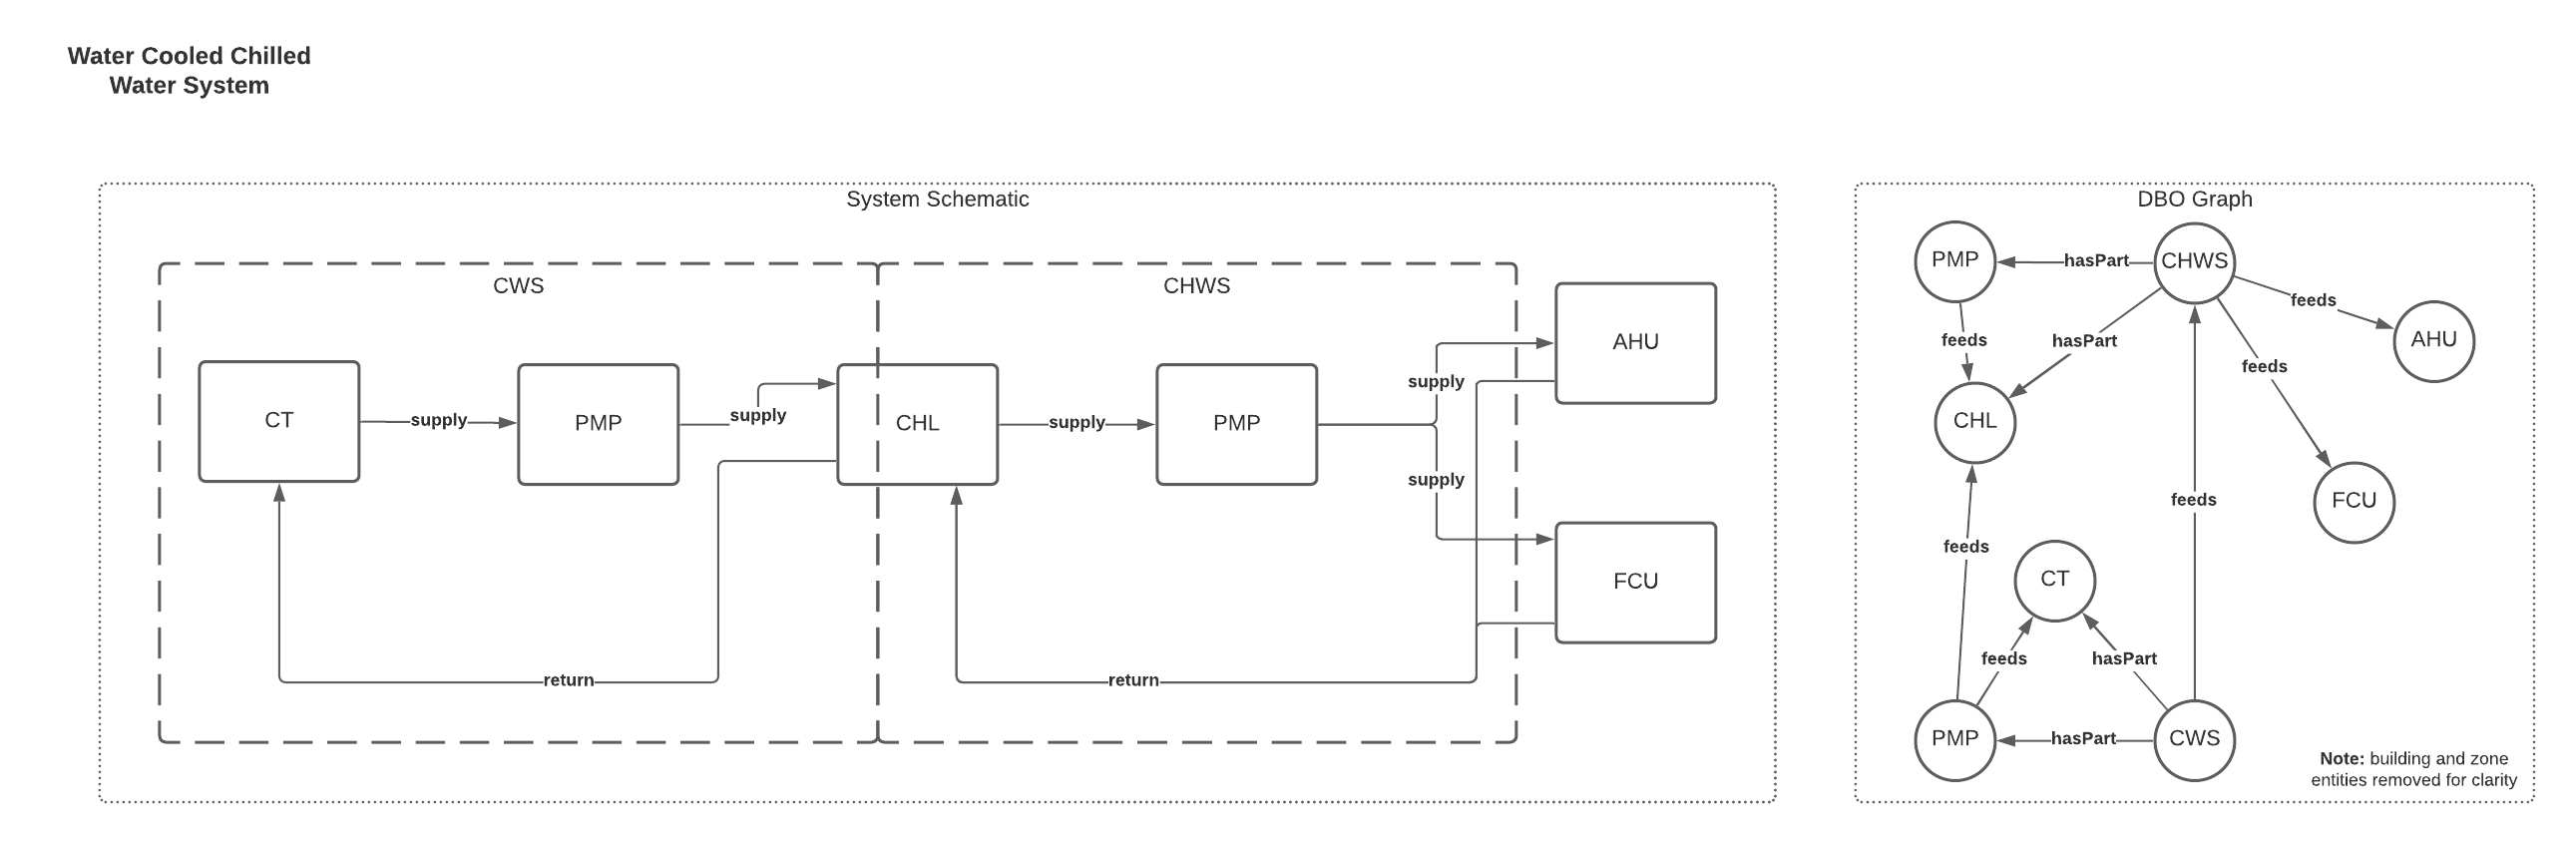 Water Cooled Chilled
Water System
System Schematic
CWS
CHWS
CT
supply
PMP
supply
CHL
supply
PMP
supply
supply
AHU
FCU
return
return
DBO Graph
PMP
hasPart
CHWS
feeds
AHU
feeds
hasPart
feeds
CHL
FCU
feeds
feeds
CT
feeds
hasPart
PMP
hasPart
CWS
Note: building and zone
entities removed for clarity